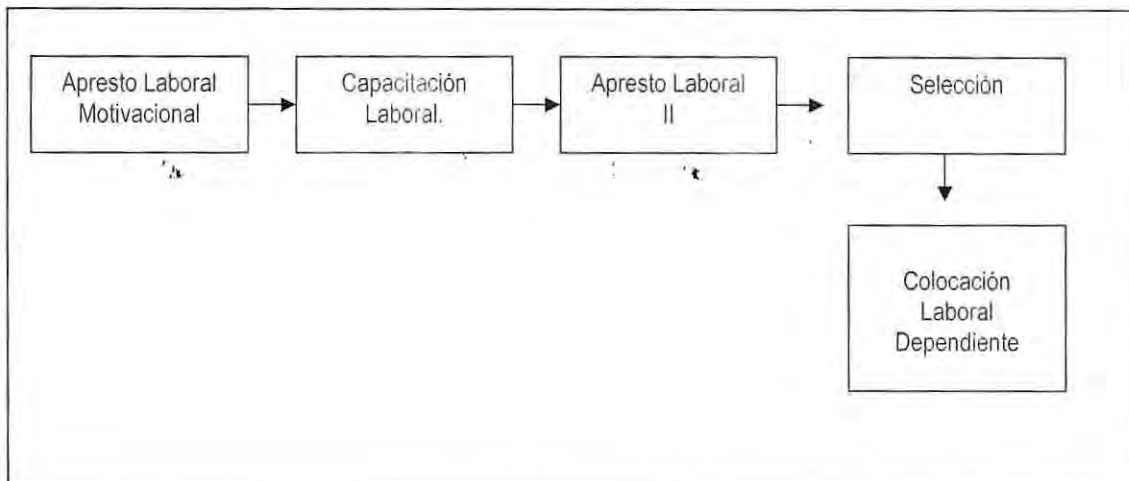 Apresto Laboral
Motivacional
Capacitación
Laboral.
Apresto Laboral
II
Selección
Colocación
Laboral
Dependiente